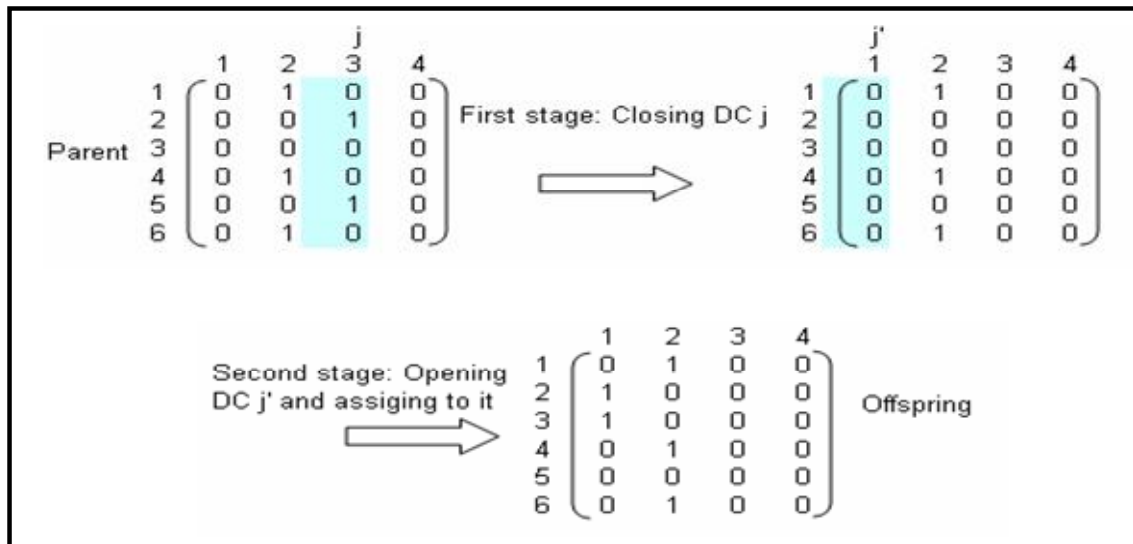 j
1 2 3 4
1 0 1 0 0
2 0 0 1 0
Parent 3 0 0 0 0
4 0 1 0 0
5 0 0 1 0
6 0 1 0 0
First stage: Closing DC j
j'
1 2 3 4
1 0 1 0 0
2 0 0 0 0
3 0 0 0 0
4 0 1 0 0
5 0 0 0 0
6 0 1 0 0
Second stage: Opening
DC j' and assiging to it
1 2 3 4
1 0 1 0 0
2 1 0 0 0
3 1 0 0 0
4 0 1 0 0
5 0 0 0 0
6 0 1 0 0
Offspring